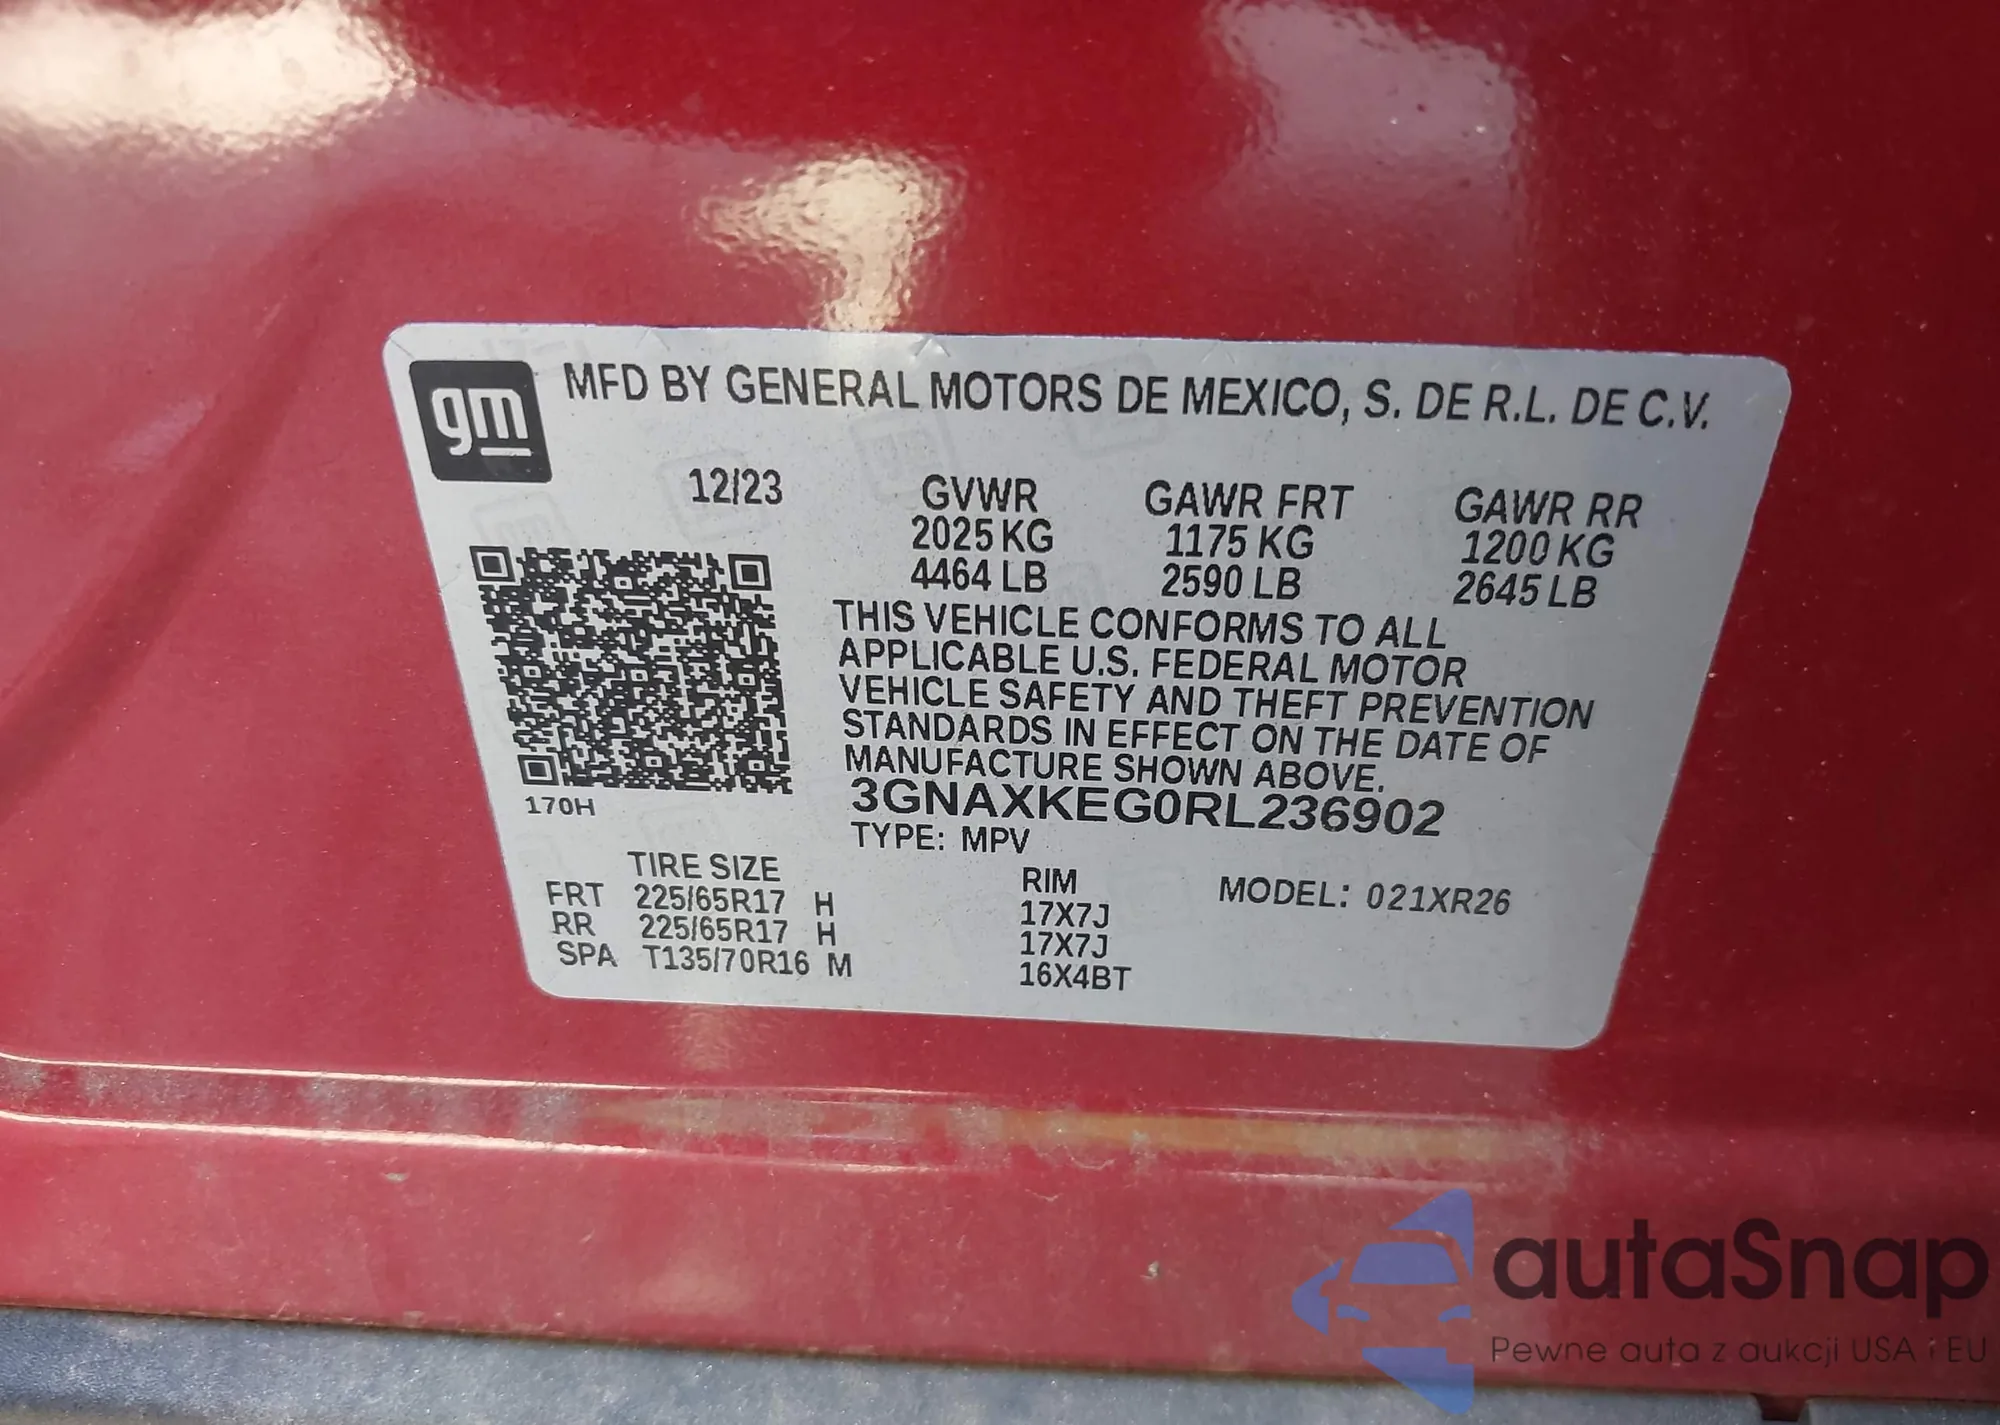 gm MFD BY GENERAL MOTORS DE MEXICO, S. DE R.L. DE C.V.
12/23 GVWR GAWR FRT GAWR RR
2025 KG 1175 KG 1200 KG
4464 LB 2590 LB 2645 LB
THIS VEHICLE CONFORMS TO ALL
APPLICABLE U.S. FEDERAL MOTOR
VEHICLE SAFETY AND THEFT PREVENTION
STANDARDS IN EFFECT ON THE DATE OF
MANUFACTURE SHOWN ABOVE.
170H
3GNAXKEG0RL236902
TYPE: MPV
TIRE SIZE RIM MODEL: 021XR26
FRT 225/65R17 H 17X7J
RR 225/65R17 H 17X7J
SPA T135/70R16 M 16X4BT
autaSnap
Pewne auta z aukcji USA i EU